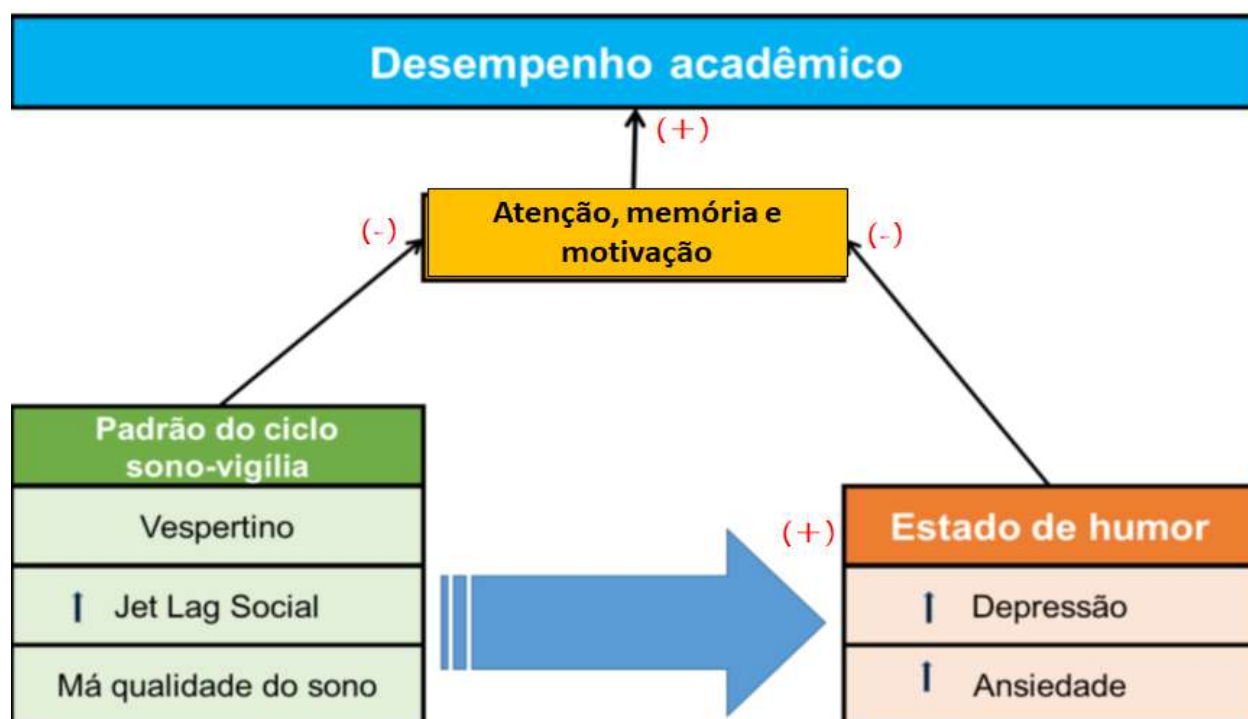 Desempenho acadêmico
(+)
Atenção, memória e
motivação
(-)
(-)
Padrão do ciclo
sono-vigília
Vespertino
Jet Lag Social
Má qualidade do sono
(+)
Estado de humor
Depressão
Ansiedade